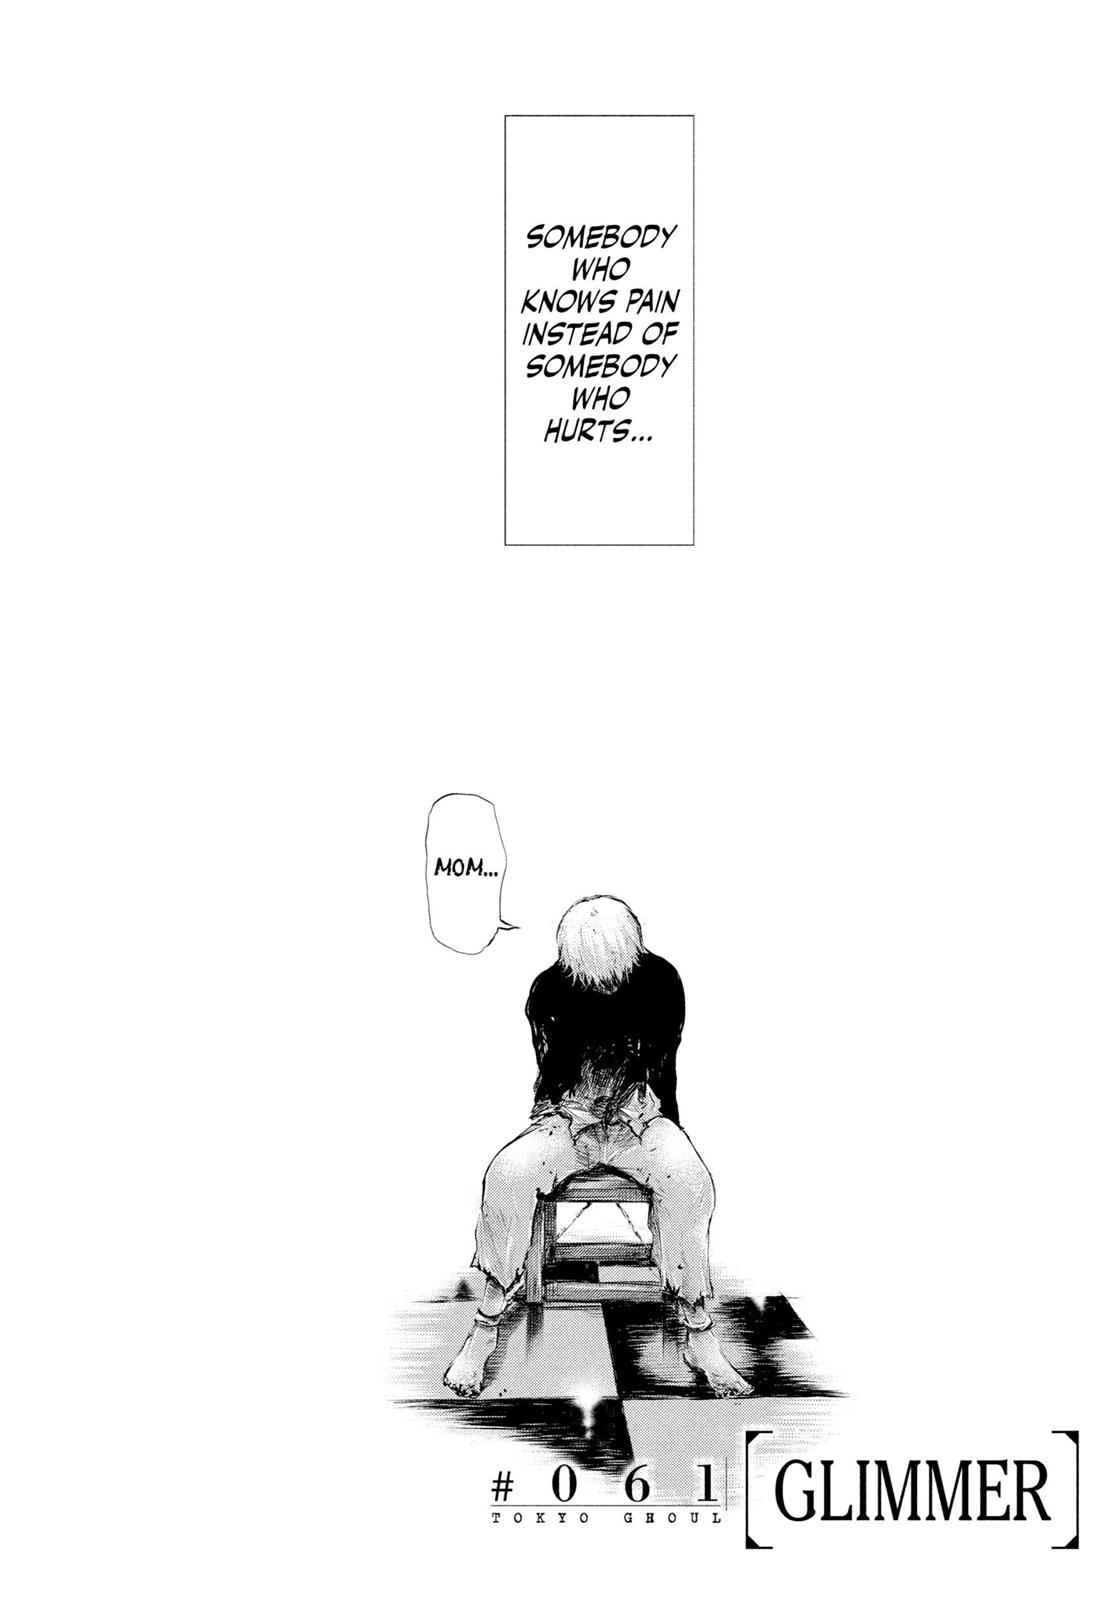 SOMEBODY
WHO
KNOWS PAIN
INSTEAD OF
SOMEBODY
WHO
HURTS...
MOM...
# 061
TOKYO GHOUL
[GLIMMER]